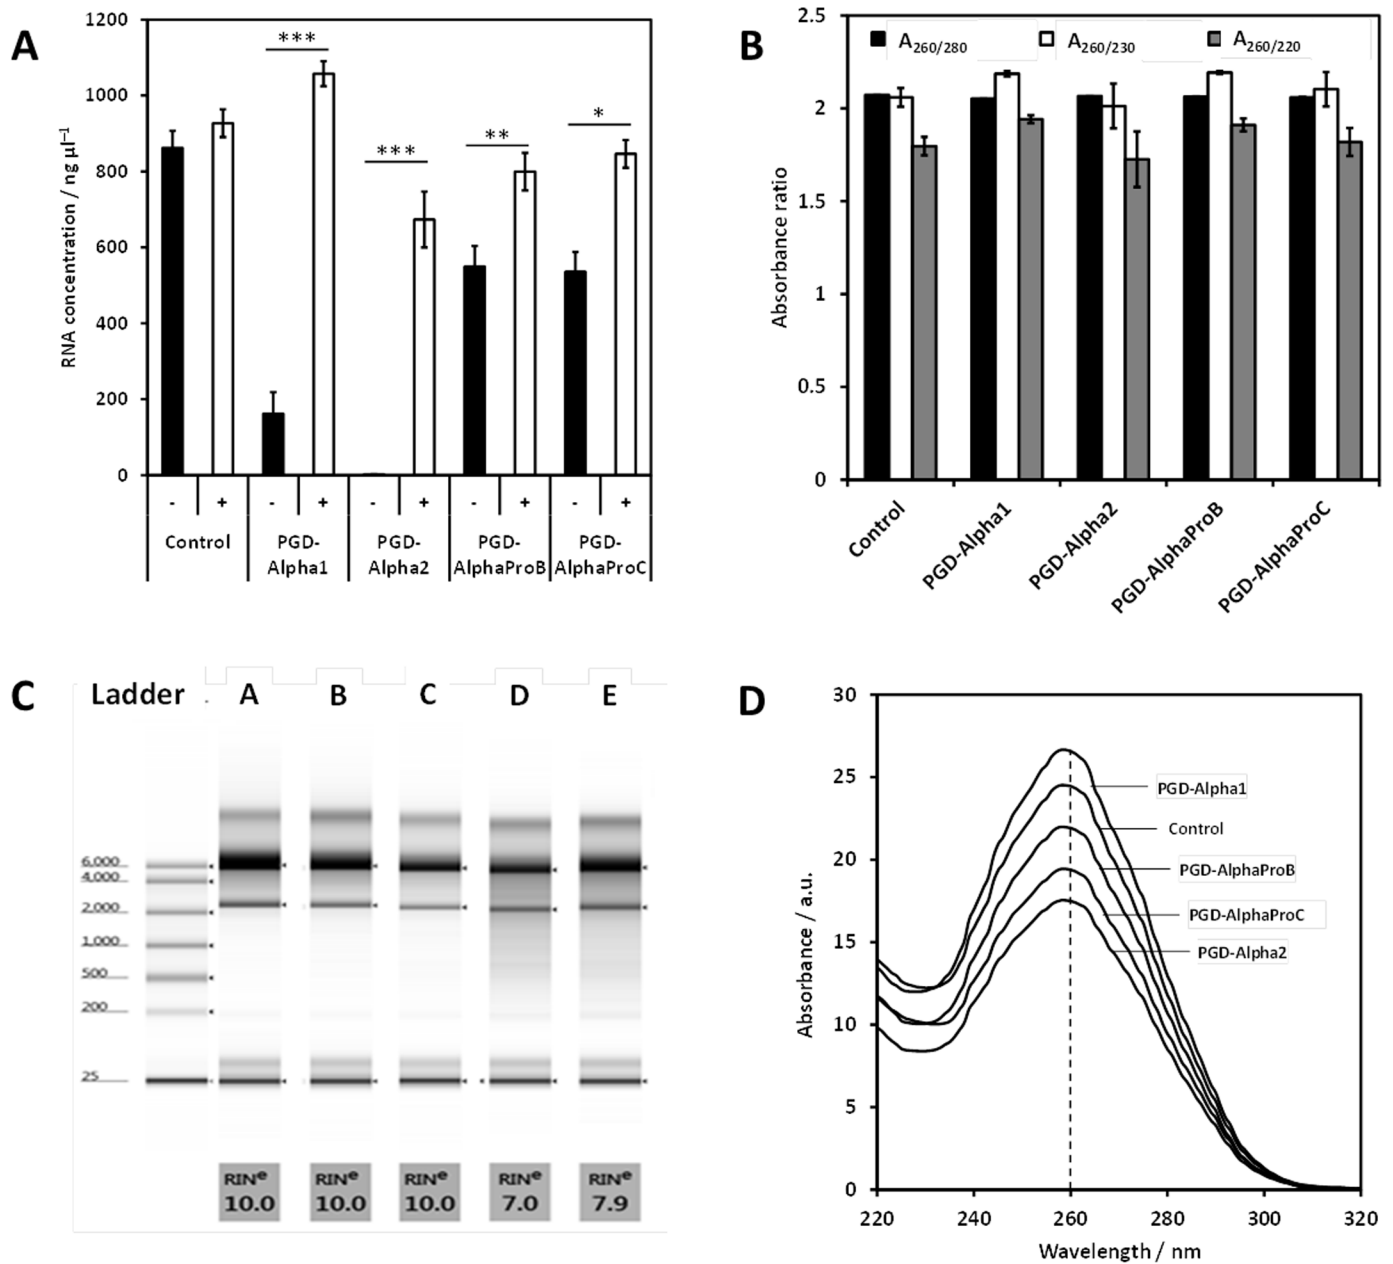 A
1200
1000
800
600
400
200
0
RNA concentration / ng µl⁻¹
***
***
**
*
- + - + - + - + - +
Control PGD- PGD- PGD- PGD-
Alpha1 Alpha2 AlphaProB AlphaProC
B
2.5
2
1.5
1
0.5
0
Absorbance ratio
A260/280 A260/230 A260/220
Control PGD-Alpha1 PGD-Alpha2 PGD-AlphaProB PGD-AlphaProC
C
Ladder A B C D E
6,000
4,000
2,000
1,000
500
200
25
RINe RINe RINe RINe RINe
10.0 10.0 10.0 7.0 7.9
D
30
25
20
15
10
5
0
Absorbance / a.u.
PGD-Alpha1
Control
PGD-AlphaProB
PGD-AlphaProC
PGD-Alpha2
220 240 260 280 300 320
Wavelength / nm